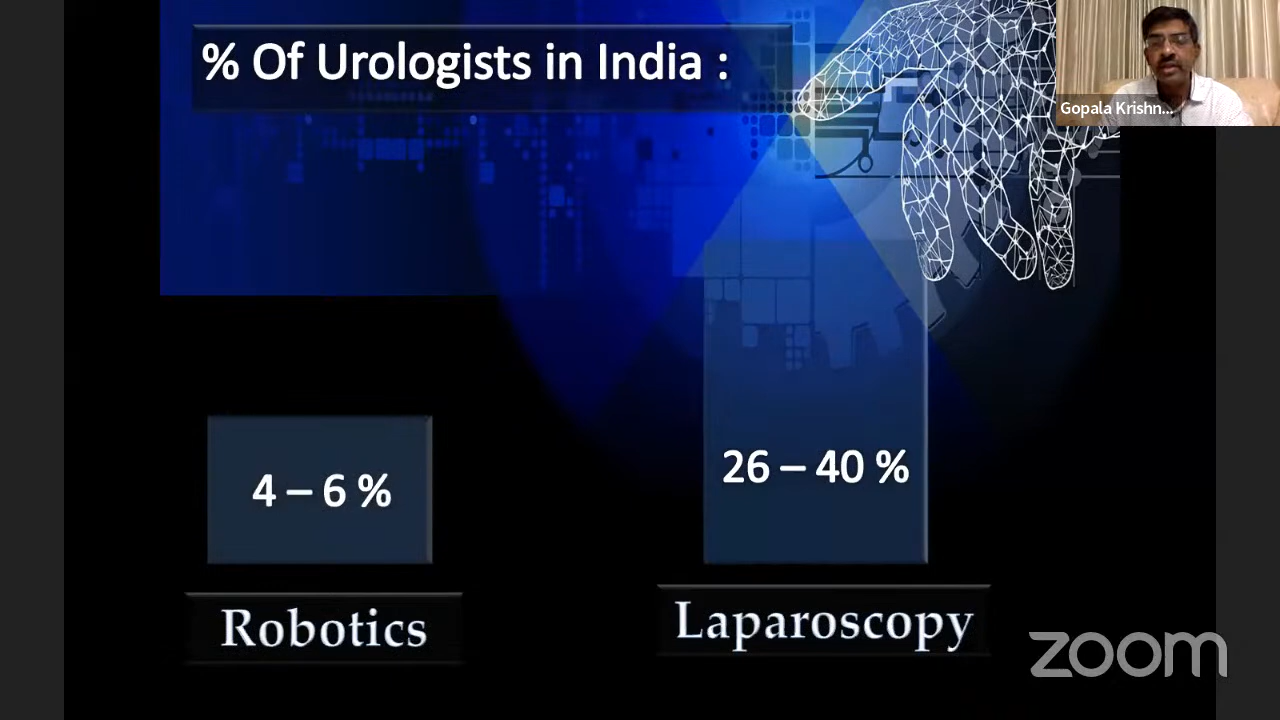 % Of Urologists in India :
Gopala Krishn...
4 – 6 %
26 – 40 %
Robotics
Laparoscopy
zoom